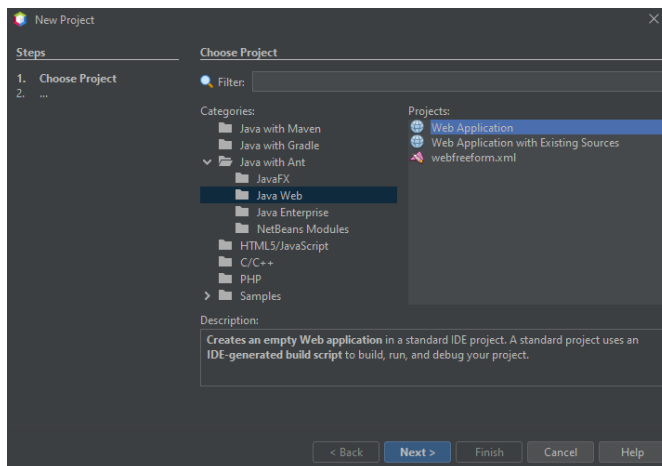 New Project
Steps
1. Choose Project
2. ...
Choose Project
Filter:
Categories:
Java with Maven
Java with Gradle
Java with Ant
JavaFX
Java Web
Java Enterprise
NetBeans Modules
HTML5/JavaScript
C/C++
PHP
Samples
Projects:
Web Application
Web Application with Existing Sources
webfreeform.xml
Description:
Creates an empty Web application in a standard IDE project. A standard project uses an
IDE-generated build script to build, run, and debug your project.
< Back Next > Finish Cancel Help